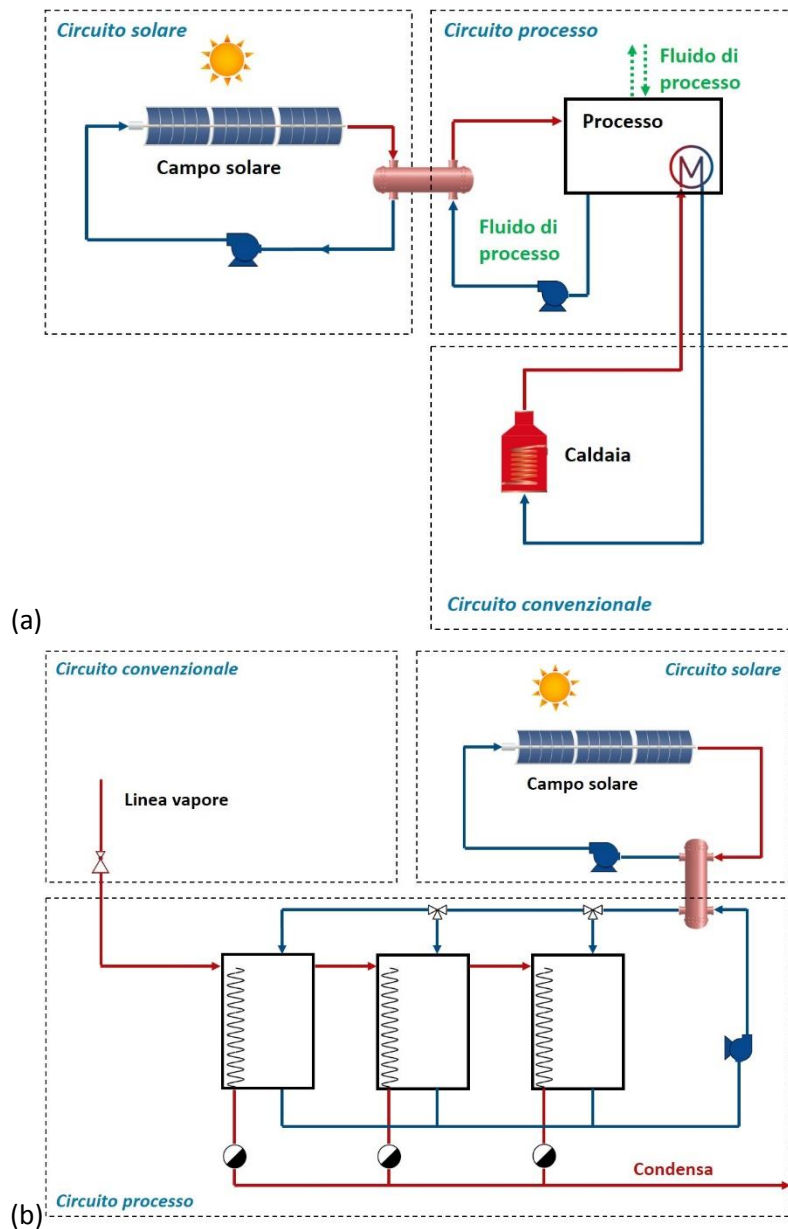 Circuito solare
Circuito processo
Fluido di
processo
Processo
M
Campo solare
Fluido di
processo
Caldaia
Circuito convenzionale
(a)
Circuito convenzionale
Circuito solare
Linea vapore
Campo solare
Condensa
Circuito processo
(b)